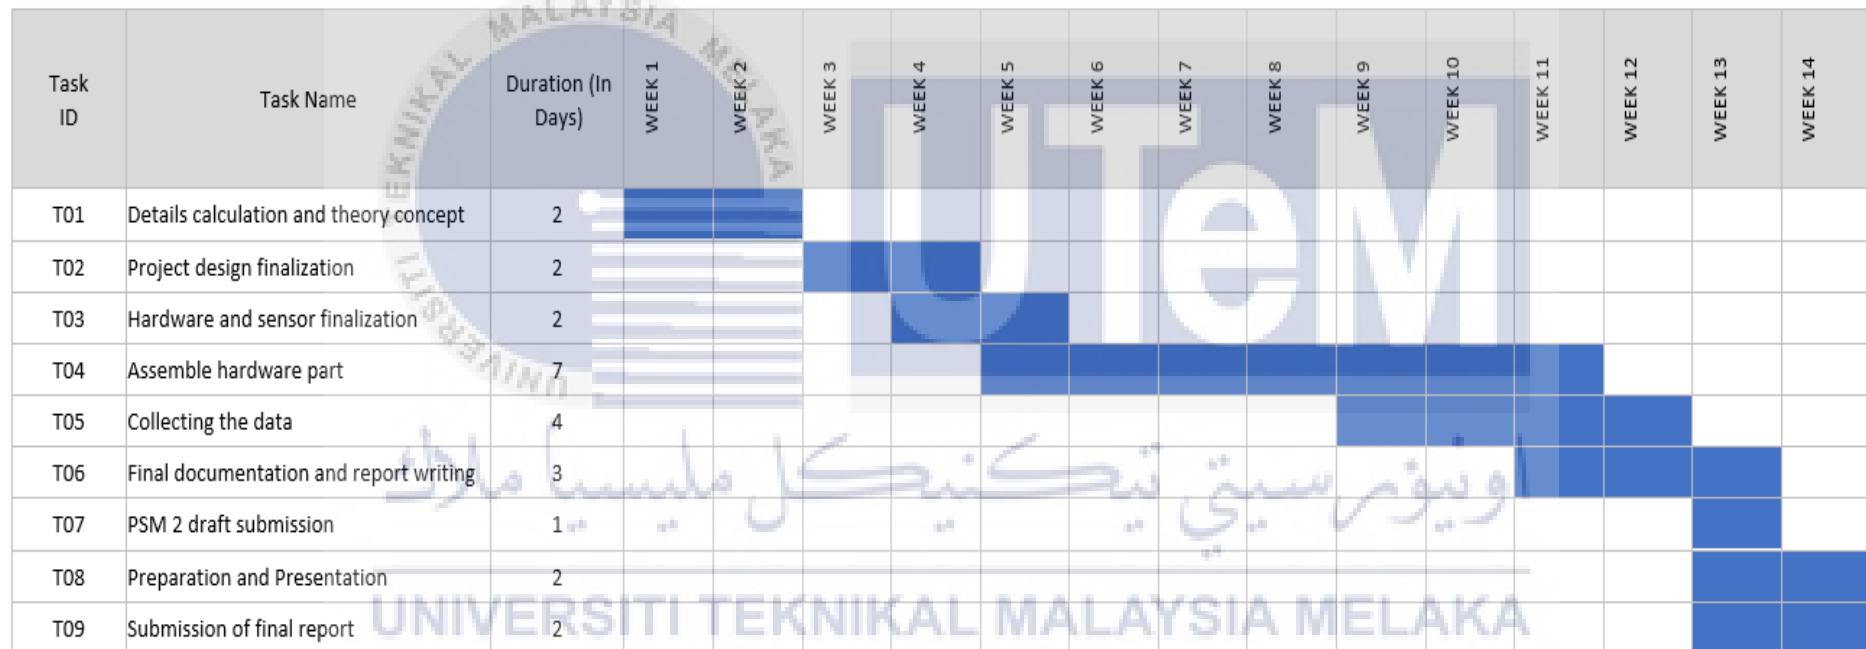 Task ID Task Name Duration (In Days) WEEK 1 WEEK 2 WEEK 3 WEEK 4 WEEK 5 WEEK 6 WEEK 7 WEEK 8 WEEK 9 WEEK 10 WEEK 11 WEEK 12 WEEK 13 WEEK 14
T01 Details calculation and theory concept 2
T02 Project design finalization 2
T03 Hardware and sensor finalization 2
T04 Assemble hardware part 7
T05 Collecting the data 4
T06 Final documentation and report writing 3
T07 PSM 2 draft submission 1
T08 Preparation and Presentation 2
T09 Submission of final report 2
UNIVERSITI TEKNIKAL MALAYSIA MELAKA
UTeM
اونيۏرسيتي تيكنيكل مليسيا ملاك
UNIVERSITI TEKNIKAL MALAYSIA MELAKA